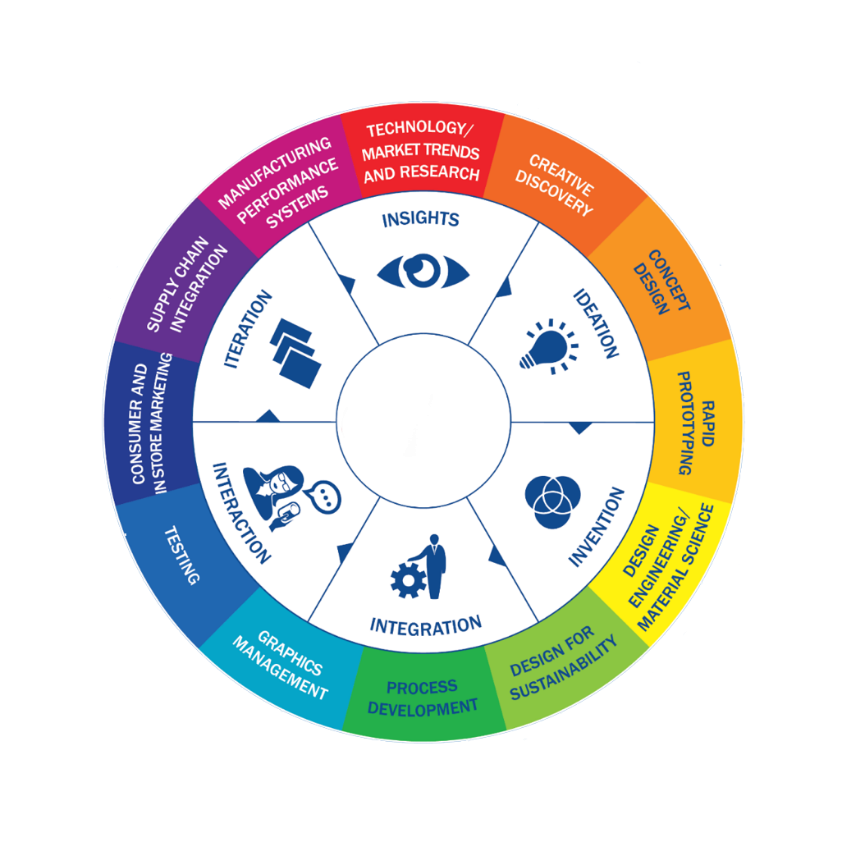 TECHNOLOGY/
MARKET TRENDS
AND RESEARCH
CREATIVE
DISCOVERY
CONCEPT
DESIGN
RAPID
PROTOTYPING
DESIGN
ENGINEERING/
MATERIAL SCIENCE
DESIGN FOR
SUSTAINABILITY
PROCESS
DEVELOPMENT
GRAPHICS
MANAGEMENT
TESTING
CONSUMER AND
IN STORE MARKETING
SUPPLY CHAIN
INTEGRATION
MANUFACTURING
PERFORMANCE
SYSTEMS
INSIGHTS
IDEATION
INVENTION
INTEGRATION
INTERACTION
ITERATION